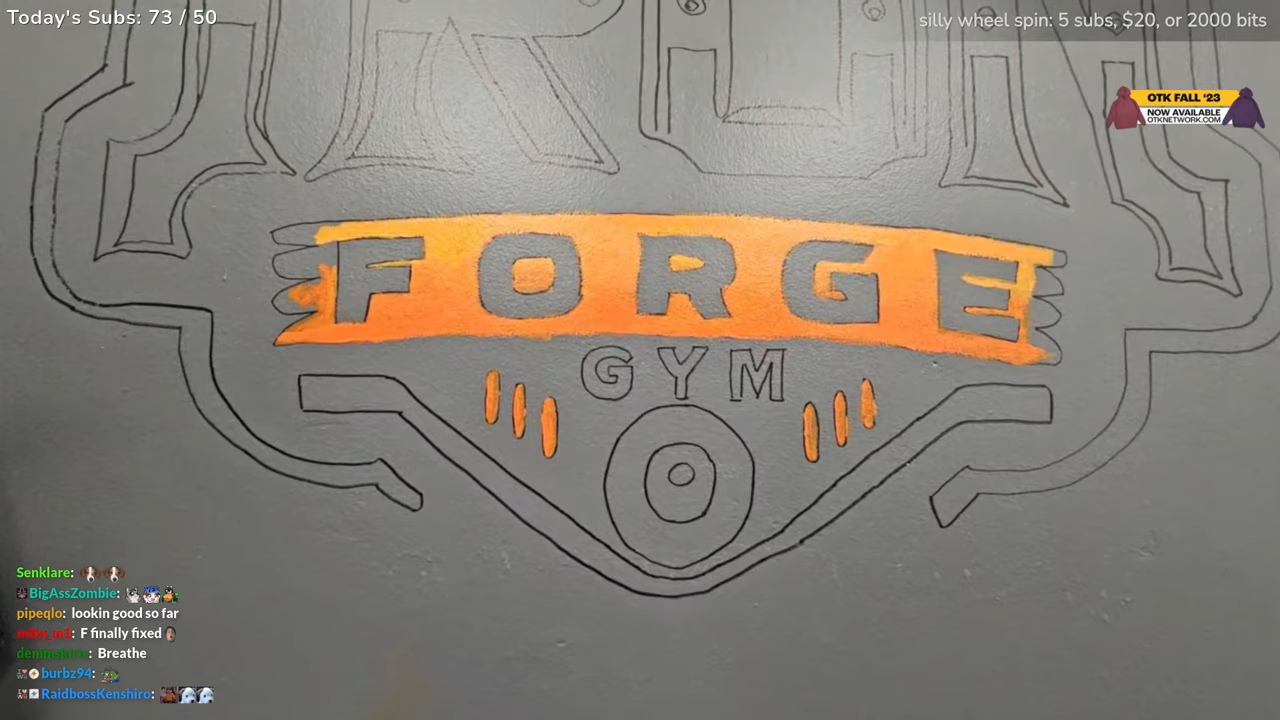 Today's Subs: 73 / 50
silly wheel spin: 5 subs, $20, or 2000 bits
OTK FALL '23
NOW AVAILABLE
OTKNETWORK.COM
FORGE
GYM
Senklare:
BigAssZombie:
pipeqlo: lookin good so far
miky_m1: F finally fixed
Breathe
burbz94:
RaidbossKenshiro: